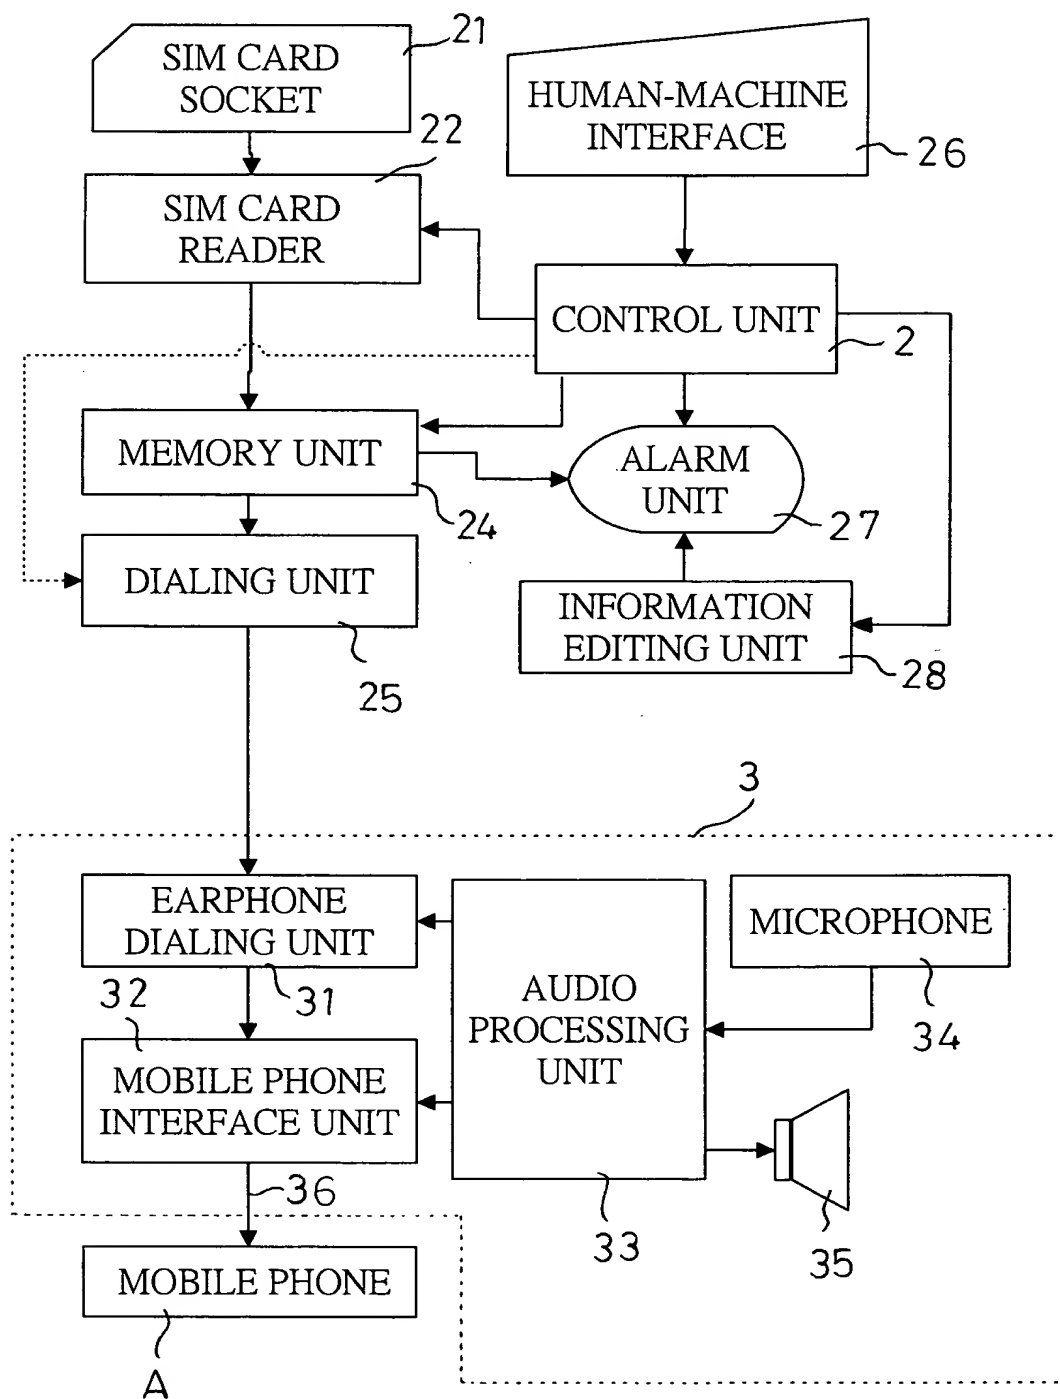 SIM CARD
SOCKET
21
HUMAN-MACHINE
INTERFACE
26
22
SIM CARD
READER
CONTROL UNIT
2
MEMORY UNIT
24
ALARM
UNIT
27
DIALING UNIT
25
INFORMATION
EDITING UNIT
28
3
EARPHONE
DIALING UNIT
31
32
MOBILE PHONE
INTERFACE UNIT
36
AUDIO
PROCESSING
UNIT
33
MICROPHONE
34
35
MOBILE PHONE
A